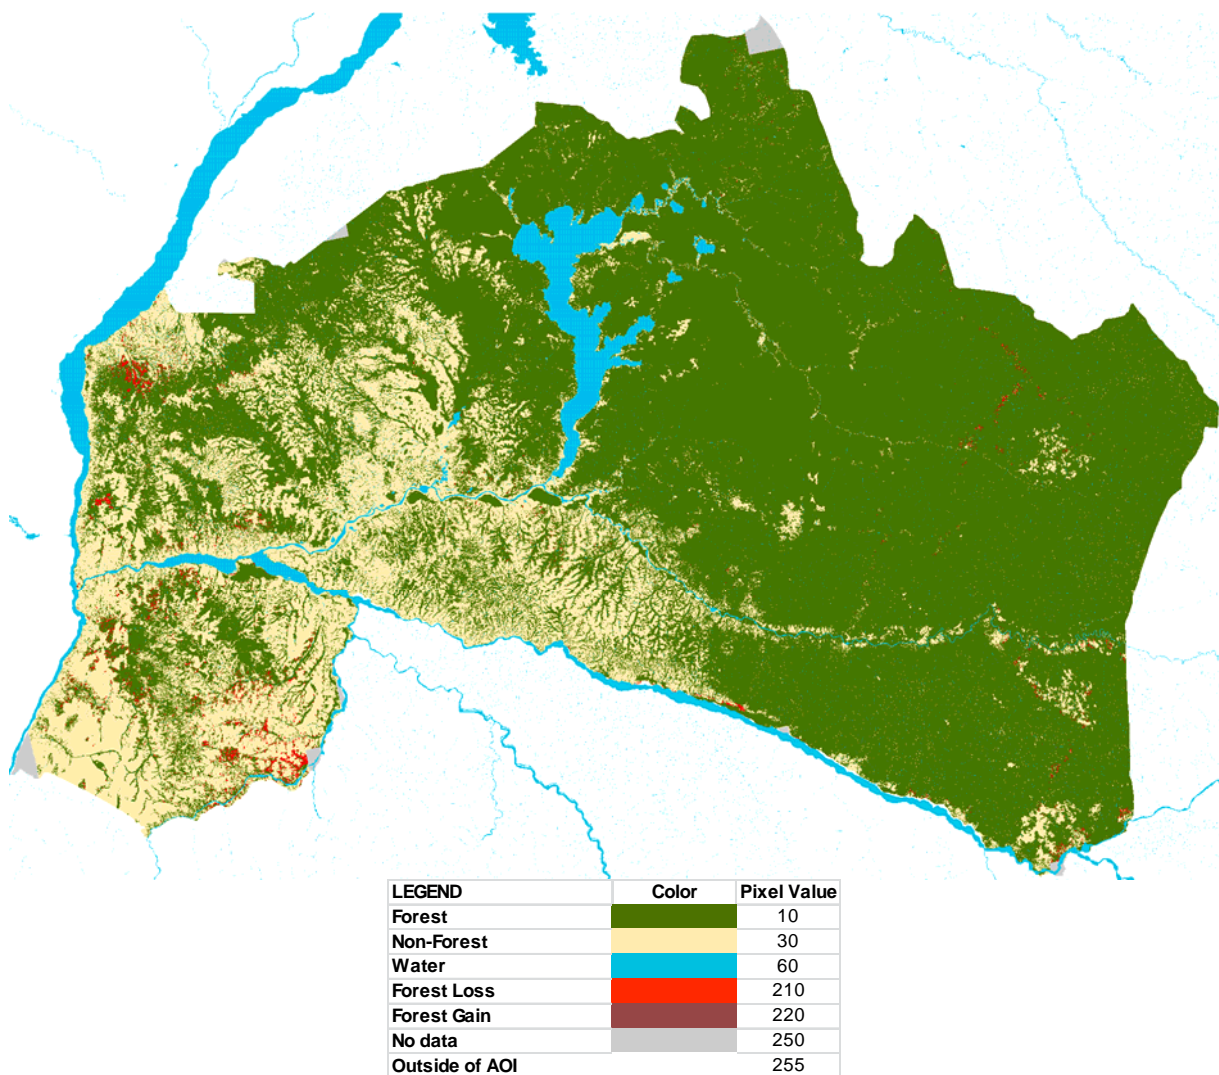 LEGEND Color Pixel Value
Forest 10
Non-Forest 30
Water 60
Forest Loss 210
Forest Gain 220
No data 250
Outside of AOI 255